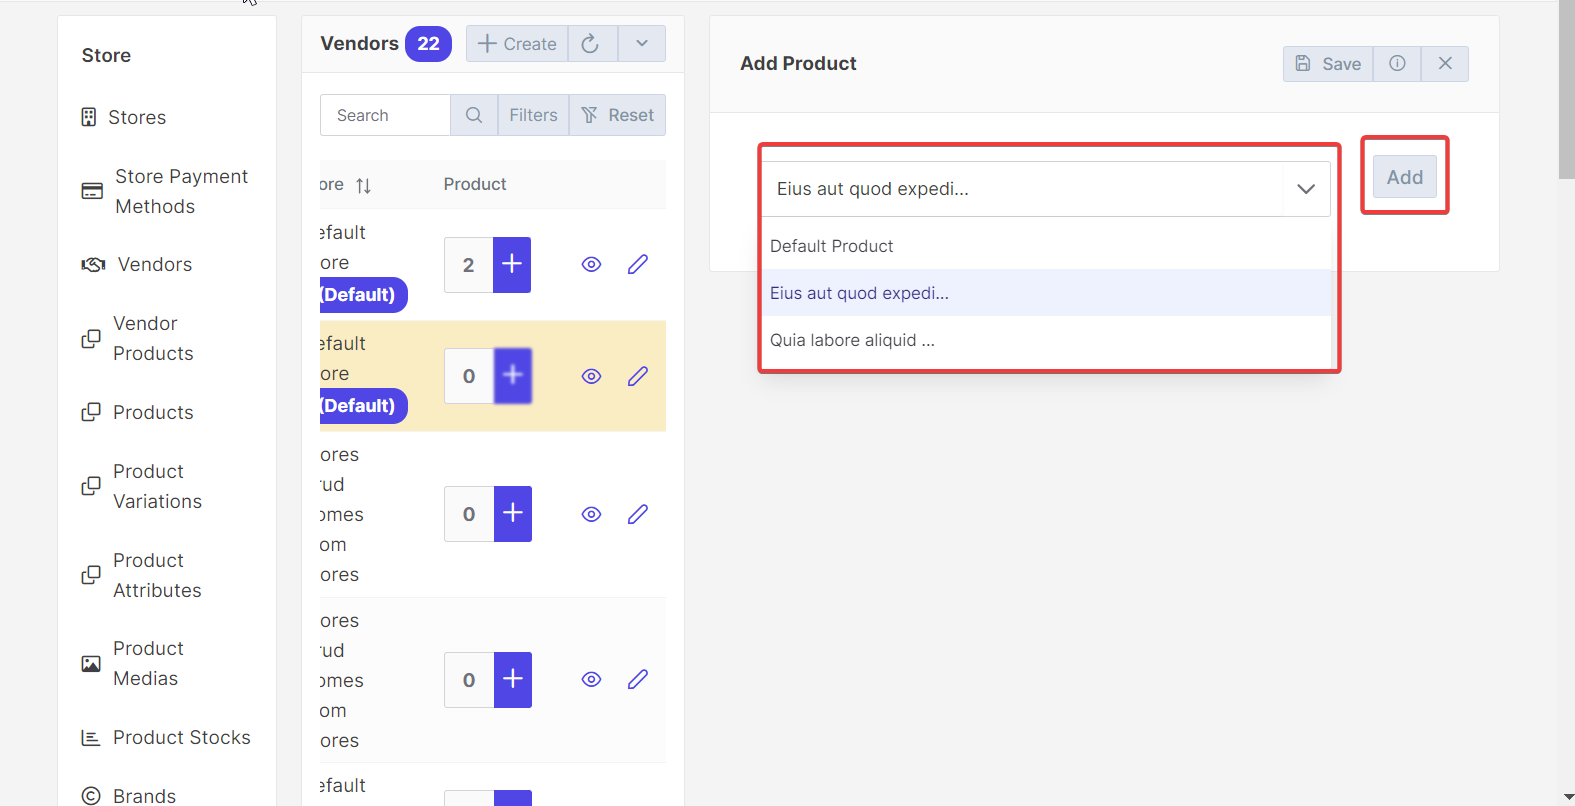 Store
Stores
Store Payment
Methods
Vendors
Vendor
Products
Products
Product
Variations
Product
Attributes
Product
Medias
Product Stocks
Brands
Vendors 22
Create
Search
Filters
Reset
ore
Product
efault
ore
(Default)
2
efault
ore
(Default)
0
ores
rud
omes
om
ores
0
ores
rud
omes
om
ores
0
efault
Add Product
Save
Eius aut quod expedi...
Add
Default Product
Eius aut quod expedi...
Quia labore aliquid ...